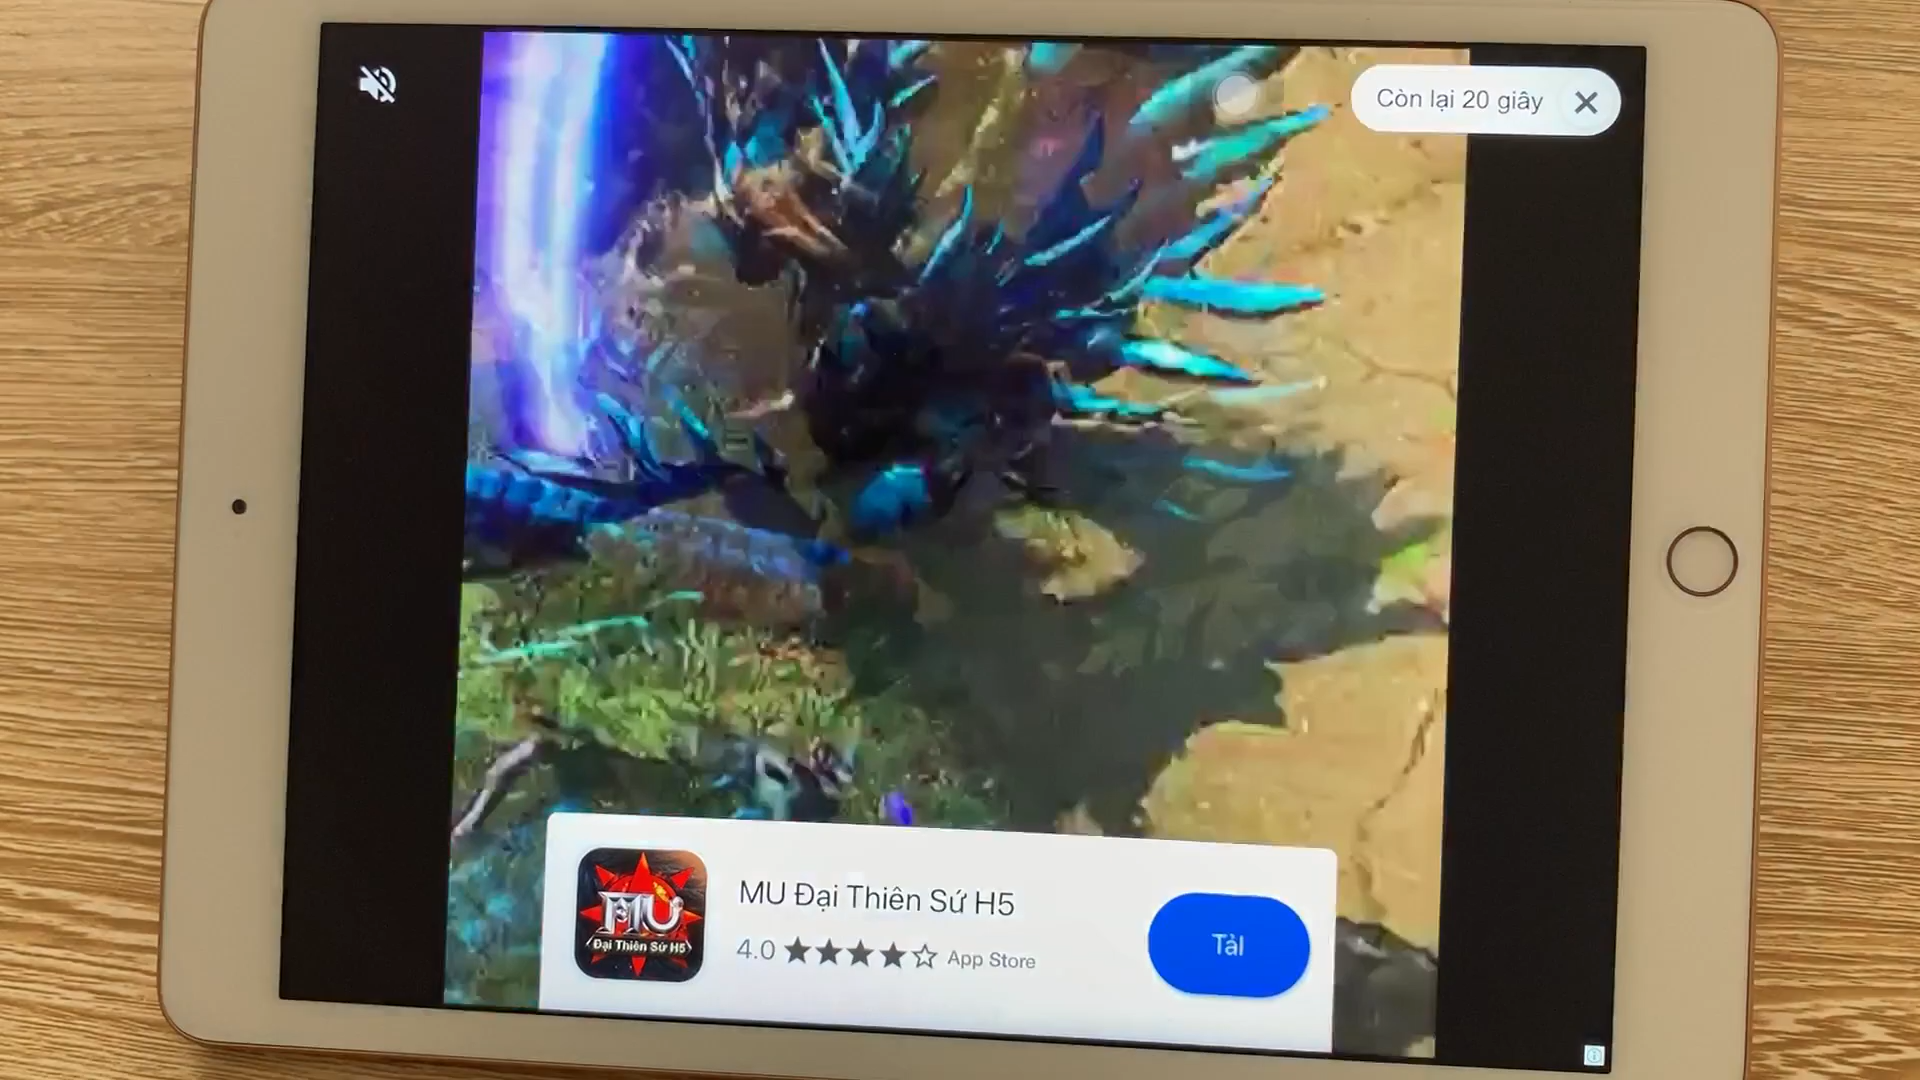 Còn lại 20 giây
MU Đại Thiên Sứ H5
4.0 App Store
Tải
MU
Đại Thiên Sứ H5